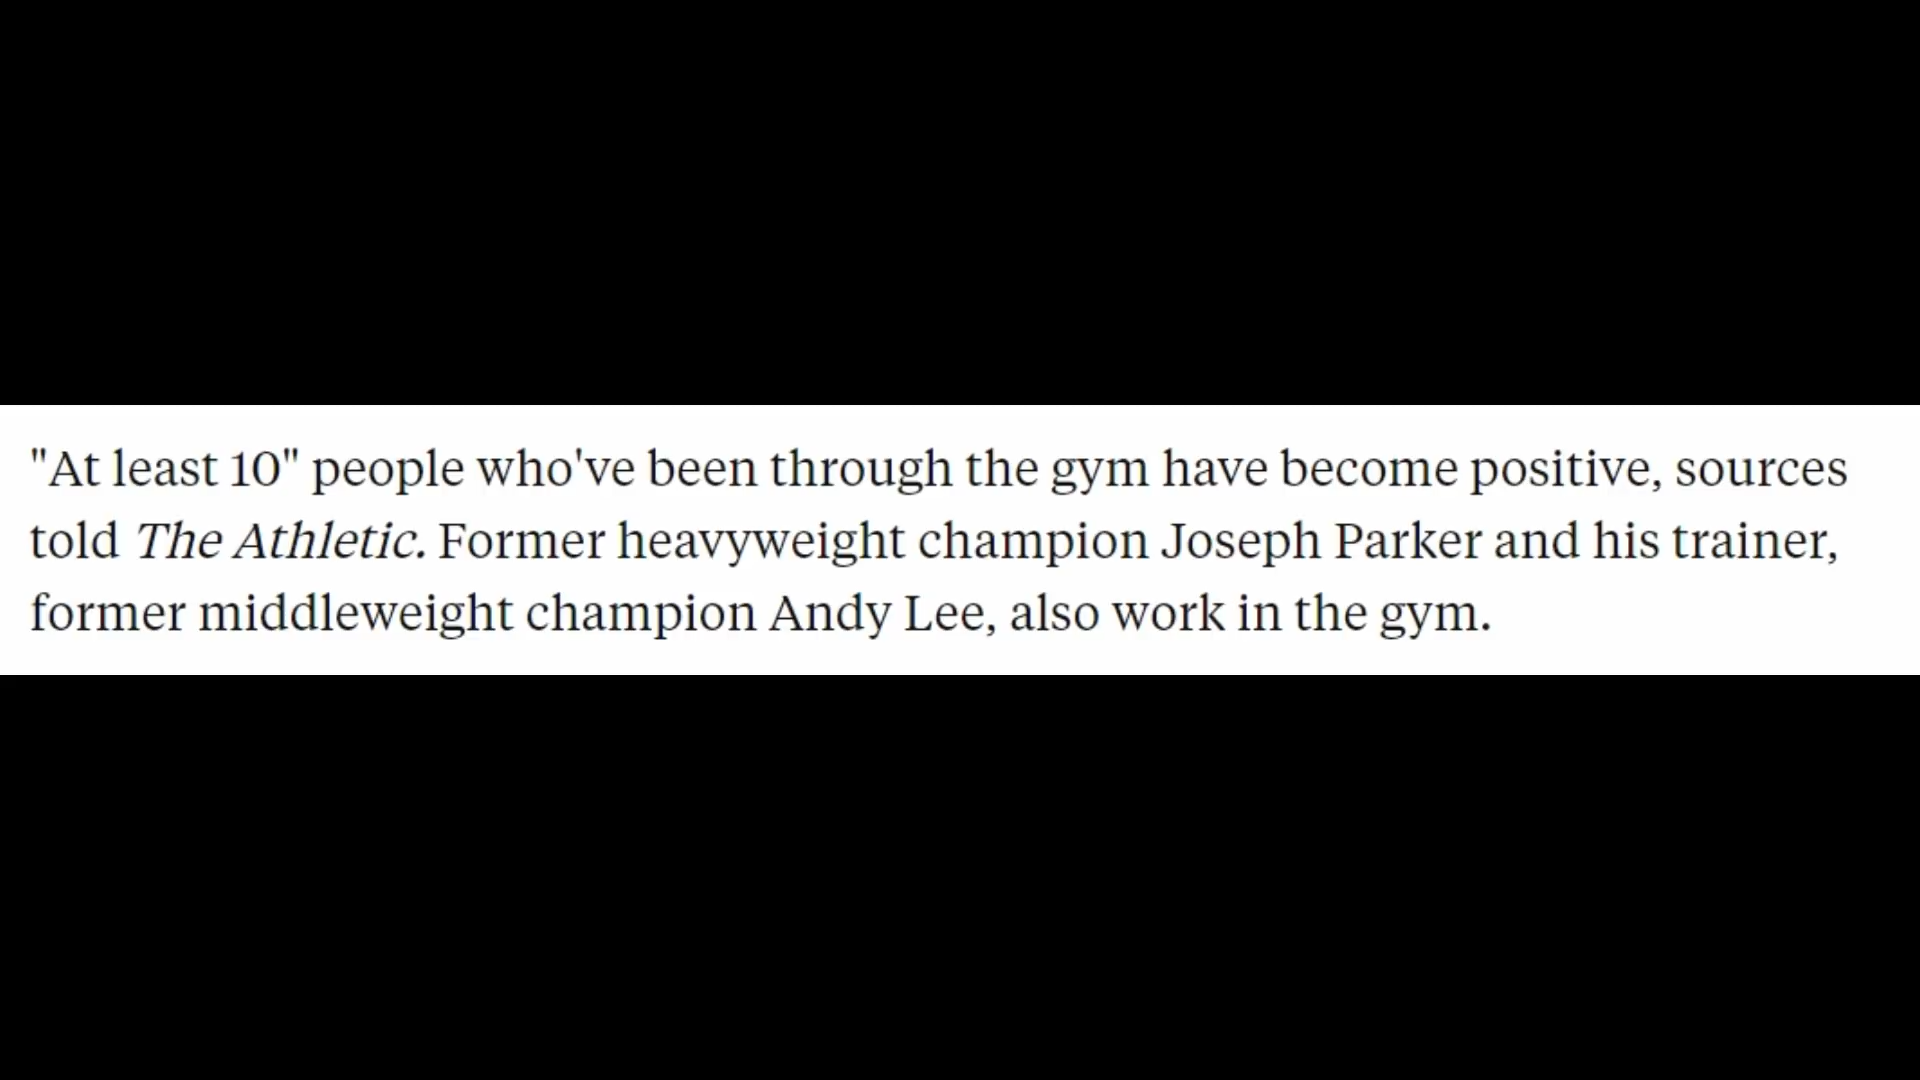 "At least 10" people who've been through the gym have become positive, sources
told The Athletic. Former heavyweight champion Joseph Parker and his trainer,
former middleweight champion Andy Lee, also work in the gym.